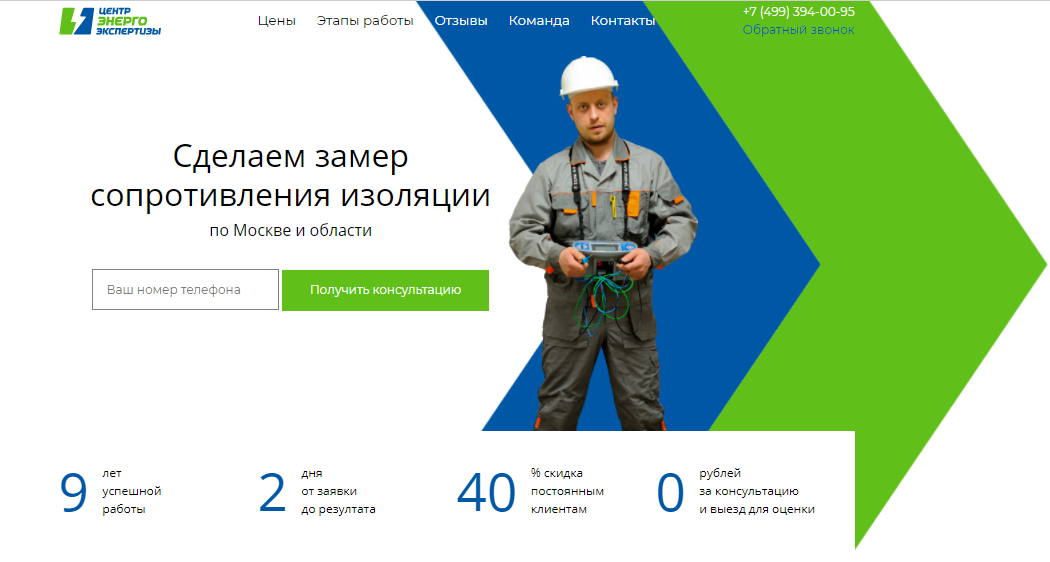 ЦЕНТР
ЭНЕРГО
ЭКСПЕРТИЗЫ
Цены Этапы работы Отзывы Команда Контакты
+7 (499) 394-00-95
Обратный звонок
Сделаем замер
сопротивления изоляции
по Москве и области
Ваш номер телефона Получить консультацию
9 лет
успешной
работы
2 дня
от заявки
до резултата
40 % скидка
постоянным
клиентам
0 рублей
за консультацию
и выезд для оценки